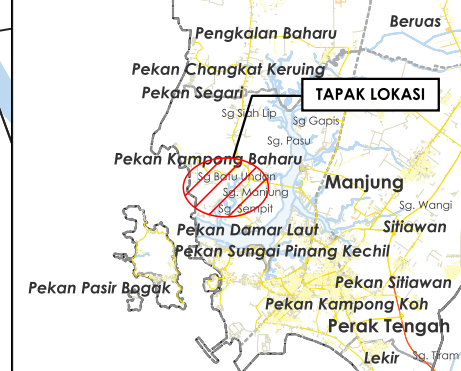 Beruas
Pengkalan Baharu
Pekan Changkat Keruing
Pekan Segari
TAPAK LOKASI
Sg Siah Lip
Sg Gapis
Sg. Pasu
Pekan Kampong Baharu
Sg Batu Undan
Manjung
Sg. Manjung
Sg. Wangi
Sg. Sempit
Sitiawan
Pekan Damar Laut
Pekan Sungai Pinang Kechil
Pekan Sitiawan
Pekan Pasir Bogak
Pekan Kampong Koh
Perak Tengah
Lekir
Sg. Tiram